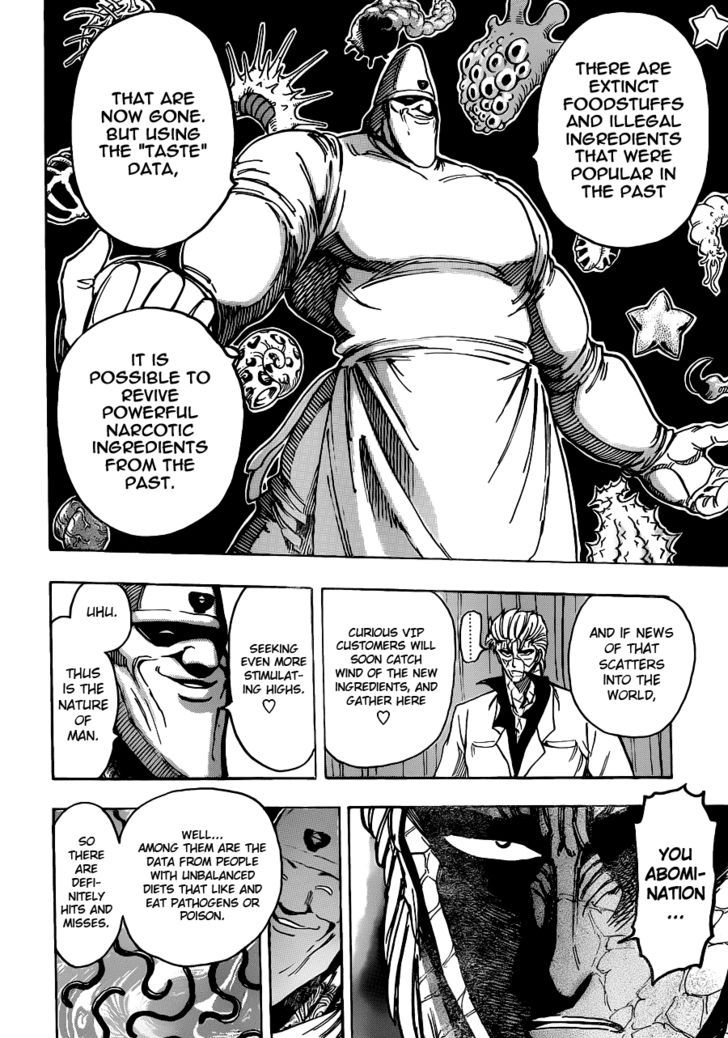 THERE ARE
EXTINCT
FOODSTUFFS
AND ILLEGAL
INGREDIENTS
THAT WERE
POPULAR IN
THE PAST
THAT ARE
NOW GONE.
BUT USING
THE "TASTE"
DATA,
IT IS
POSSIBLE TO
REVIVE
POWERFUL
NARCOTIC
INGREDIENTS
FROM THE
PAST.
AND IF NEWS
OF THAT
SCATTERS
INTO THE
WORLD,
CURIOUS VIP
CUSTOMERS WILL
SOON CATCH
WIND OF THE NEW
INGREDIENTS, AND
GATHER HERE
♡
SEEKING
EVEN MORE
STIMULAT-
ING HIGHS.
♡
UHU.
THUS
IS THE
NATURE
OF
MAN.
YOU
ABOMI-
NATION
...
WELL...
AMONG THEM ARE THE
DATA FROM PEOPLE
WITH UNBALANCED
DIETS THAT LIKE AND
EAT PATHOGENS OR
POISON.
SO
THERE
ARE
DEFI-
NITELY
HITS AND
MISSES.